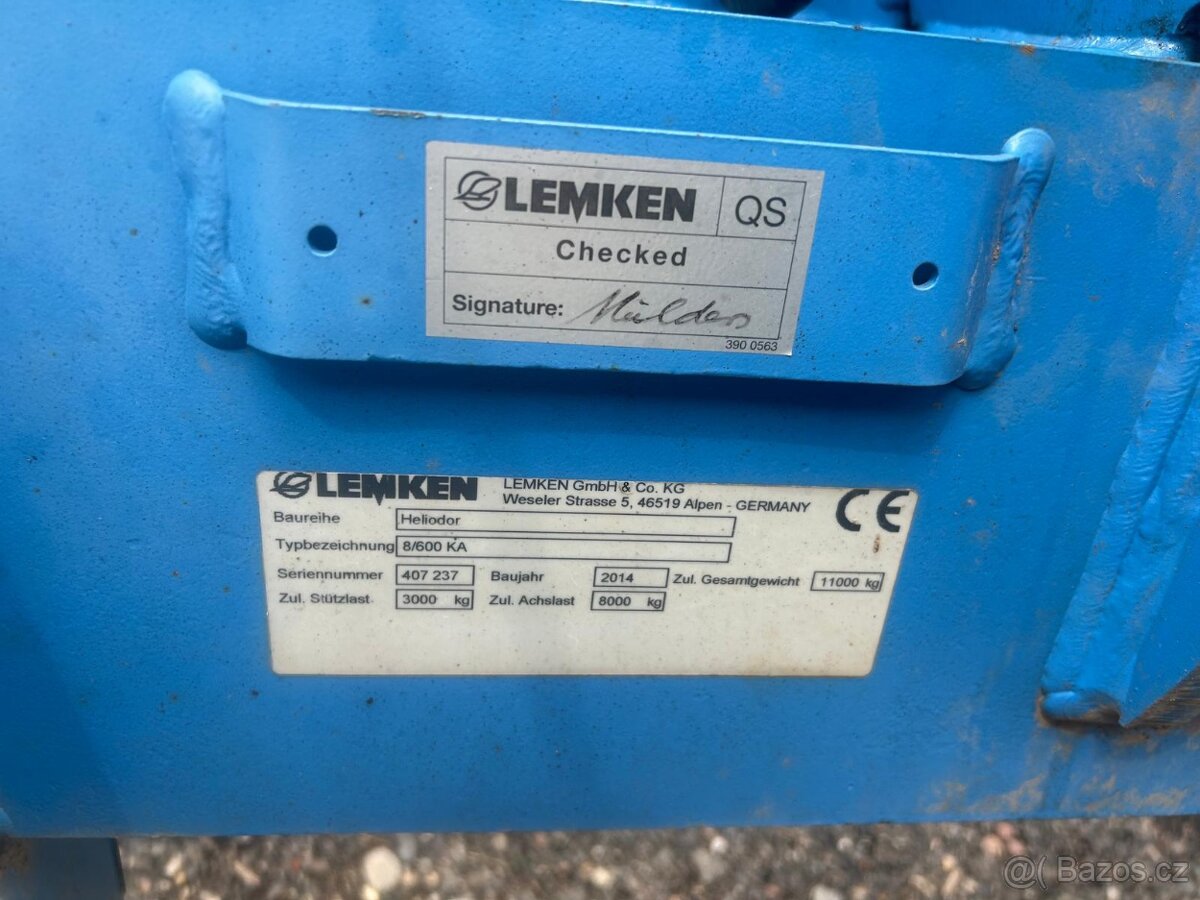 LEMKEN QS
Checked
Signature: Mülders
390 0563
LEMKEN LEMKEN GmbH & Co. KG
Weseler Strasse 5, 46519 Alpen - GERMANY CE
Baureihe Heliodor
Typbezeichnung 8/600 KA
Seriennummer 407 237 Baujahr 2014 Zul. Gesamtgewicht 11000 kg
Zul. Stützlast 3000 kg Zul. Achslast 8000 kg
@( Bazos.cz